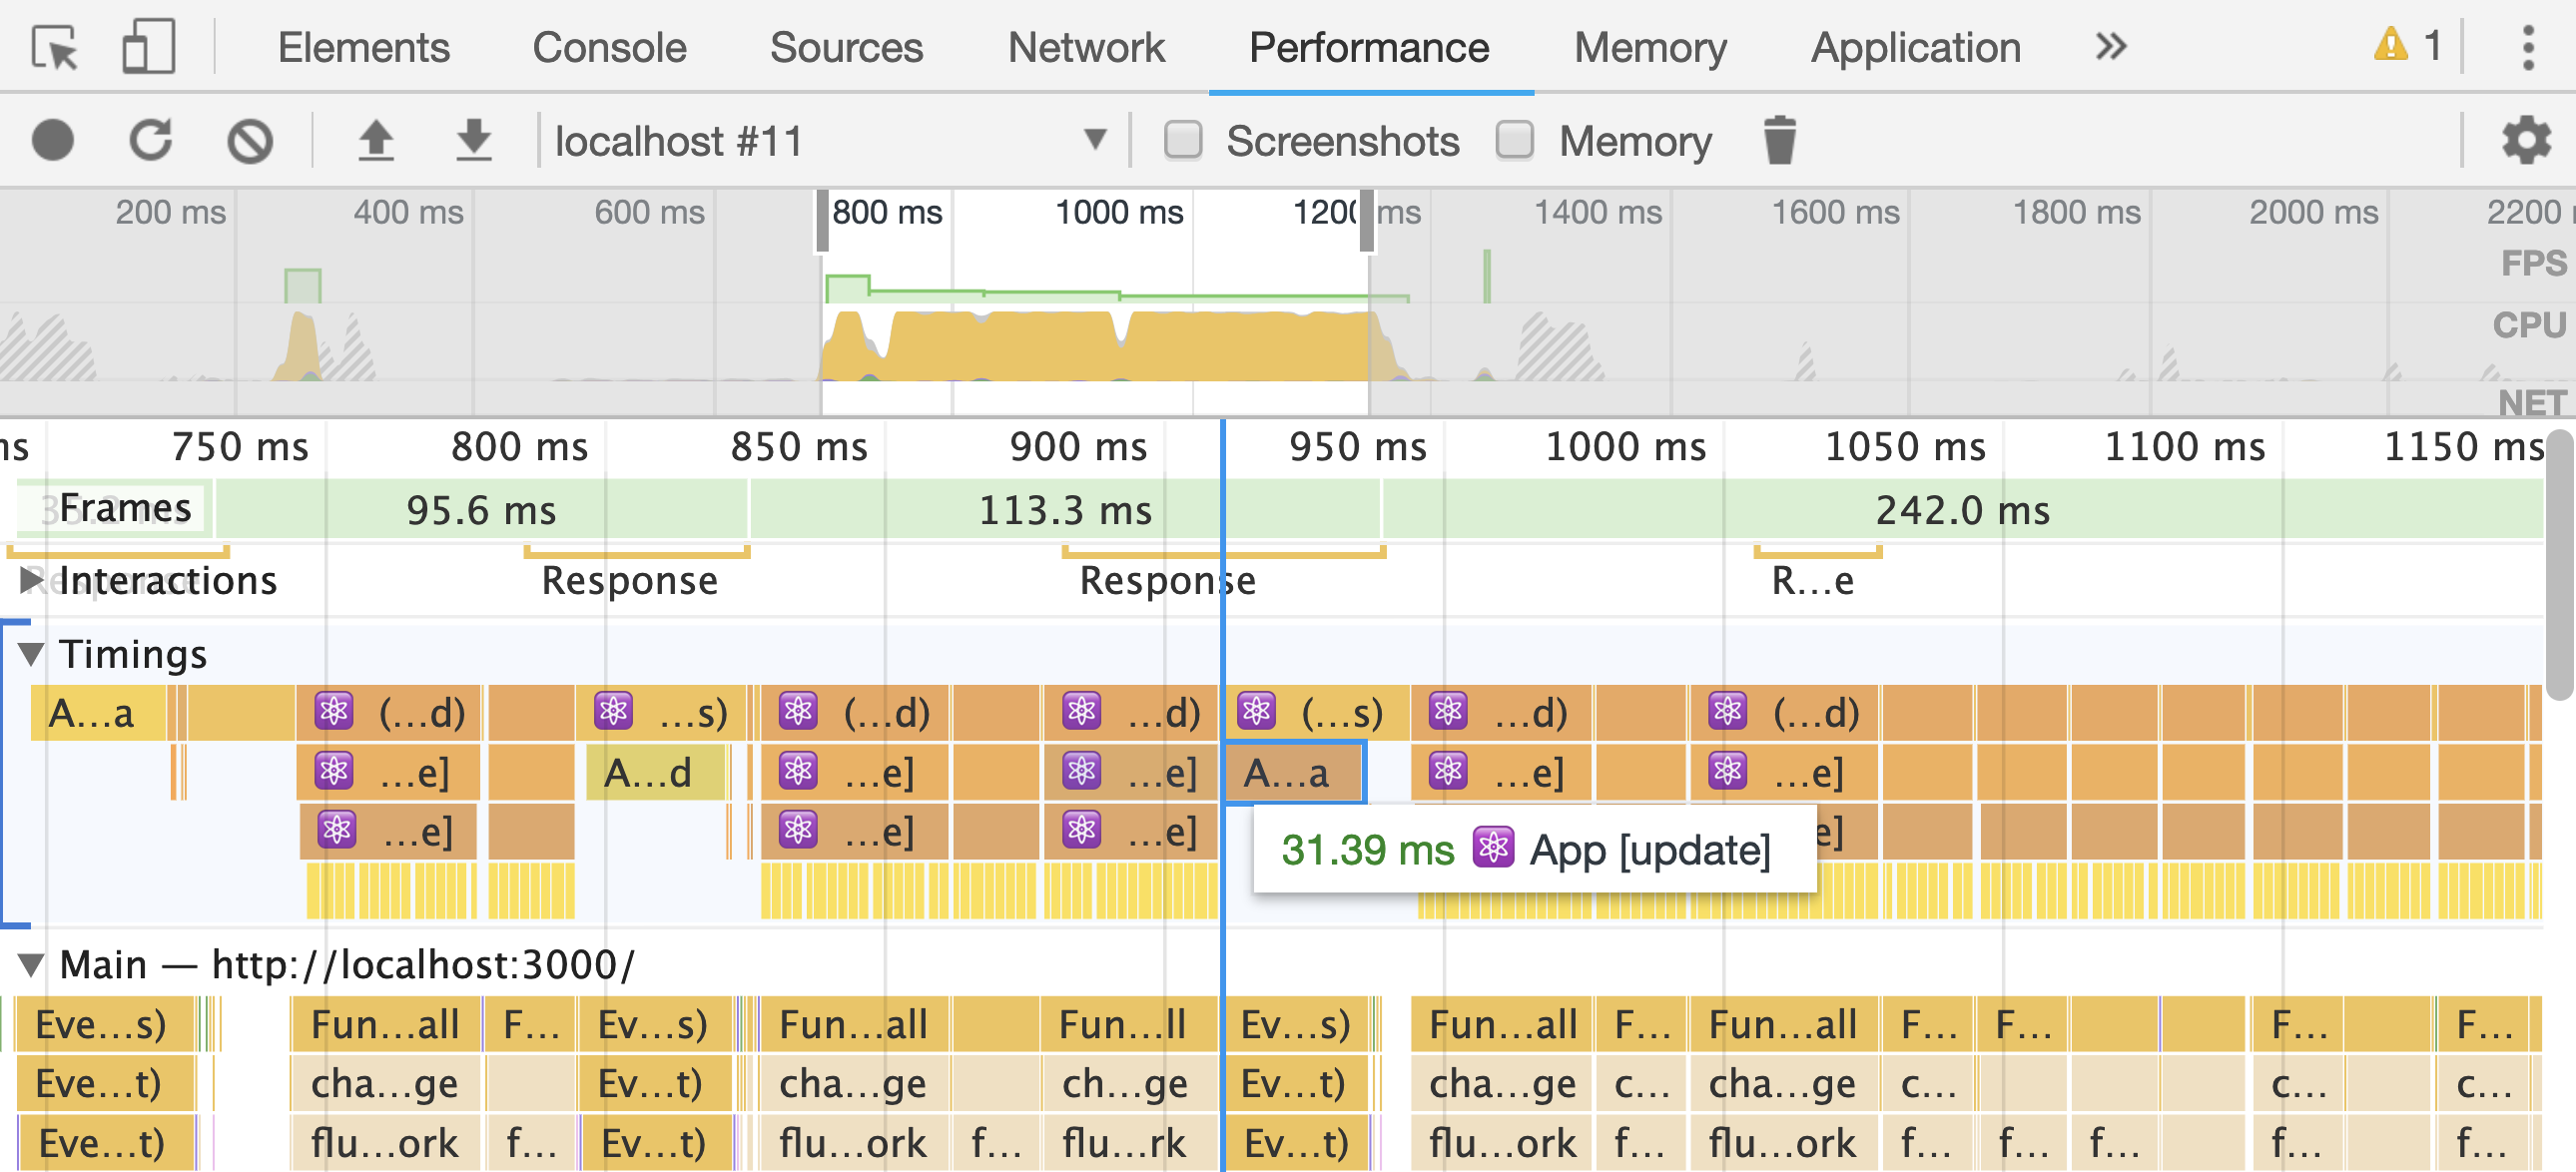 Elements Console Sources Network Performance Memory Application » 1
localhost #11 Screenshots Memory
200 ms 400 ms 600 ms 800 ms 1000 ms 1200 ms 1400 ms 1600 ms 1800 ms 2000 ms 2200
FPS
CPU
NET
ms 750 ms 800 ms 850 ms 900 ms 950 ms 1000 ms 1050 ms 1100 ms 1150 ms
Frames 95.6 ms 113.3 ms 242.0 ms
Interactions Response Response R...e
Timings
A...a (...d) ...s) (...d) ...d) (...s) ...d) (...d)
...e] A...d ...e] ...e] A...a ...e] ...e]
...e] ...e] ...e] e]
31.39 ms App [update]
Main — http://localhost:3000/
Eve...s) Fun...all F... Ev...s) Fun...all Fun...ll Ev...s) Fun...all F... Fun...all F... F... F... F...
Eve...t) cha...ge Ev...t) cha...ge ch...ge Ev...t) cha...ge c... cha...ge c... c... c...
Eve...t) flu...ork f... Ev...t) flu...ork f... flu...rk Ev...t) flu...ork f... flu...ork f... f... f... f... f...